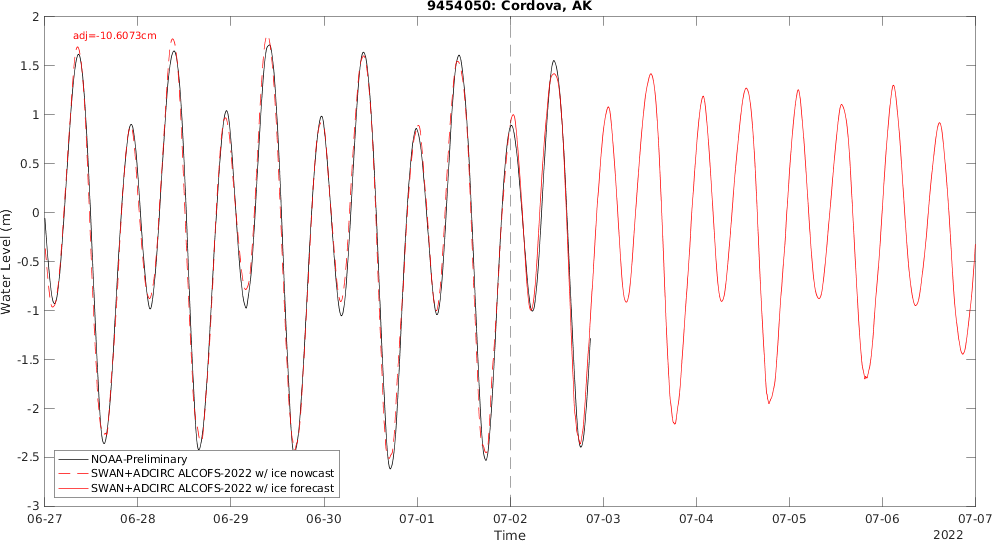 9454050: Cordova, AK
adj=-10.6073cm
2
1.5
1
0.5
0
-0.5
-1
-1.5
-2
-2.5
-3
Water Level (m)
NOAA-Preliminary
SWAN+ADCIRC ALCOFS-2022 w/ ice nowcast
SWAN+ADCIRC ALCOFS-2022 w/ ice forecast
06-27 06-28 06-29 06-30 07-01 07-02 07-03 07-04 07-05 07-06 07-07
Time
2022